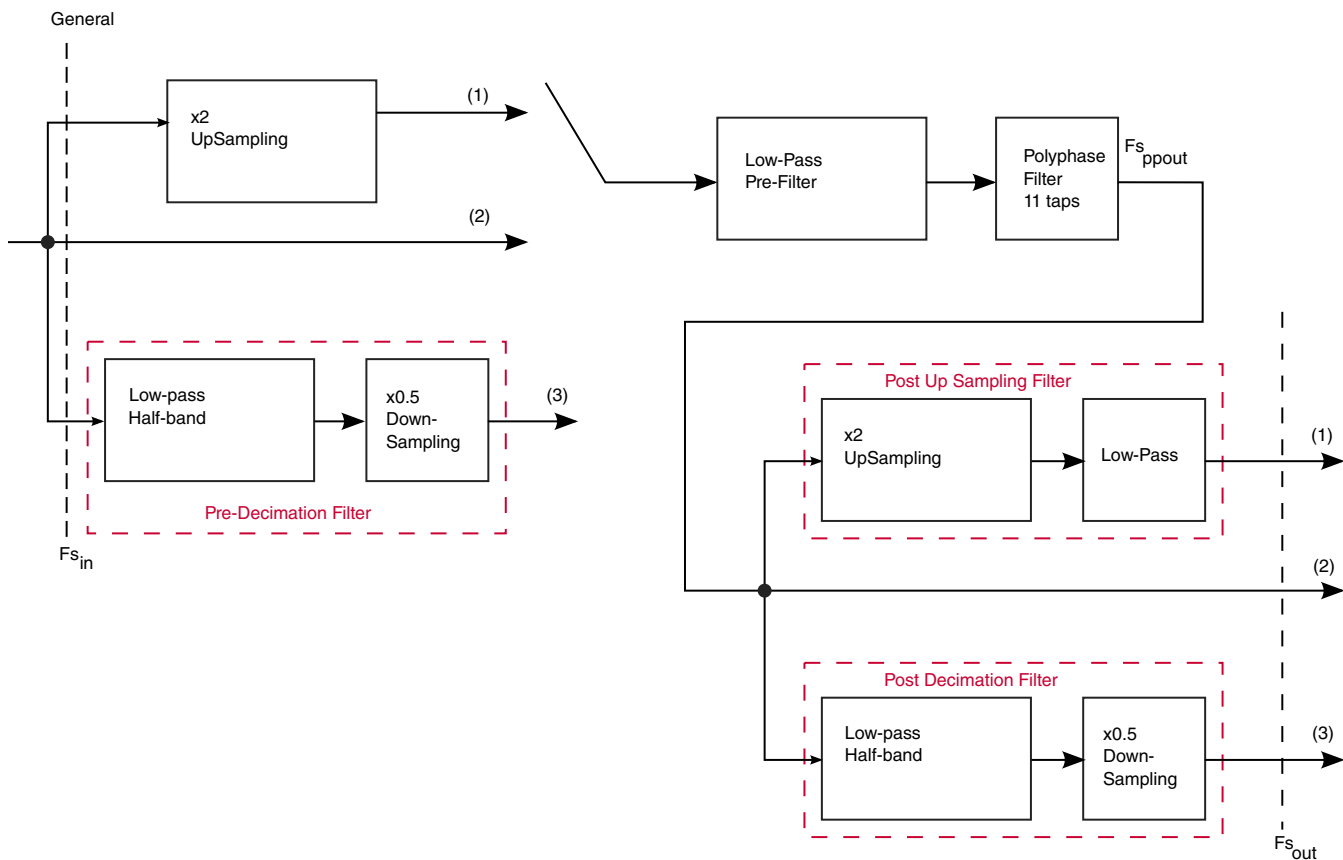 General
x2
UpSampling
(1)
(2)
Low-pass
Half-band
x0.5
Down-
Sampling
(3)
Pre-Decimation Filter
Fs in
Low-Pass
Pre-Filter
Polyphase
Filter
11 taps
Fs ppout
Post Up Sampling Filter
x2
UpSampling
Low-Pass
(1)
(2)
Post Decimation Filter
Low-pass
Half-band
x0.5
Down-
Sampling
(3)
Fs out